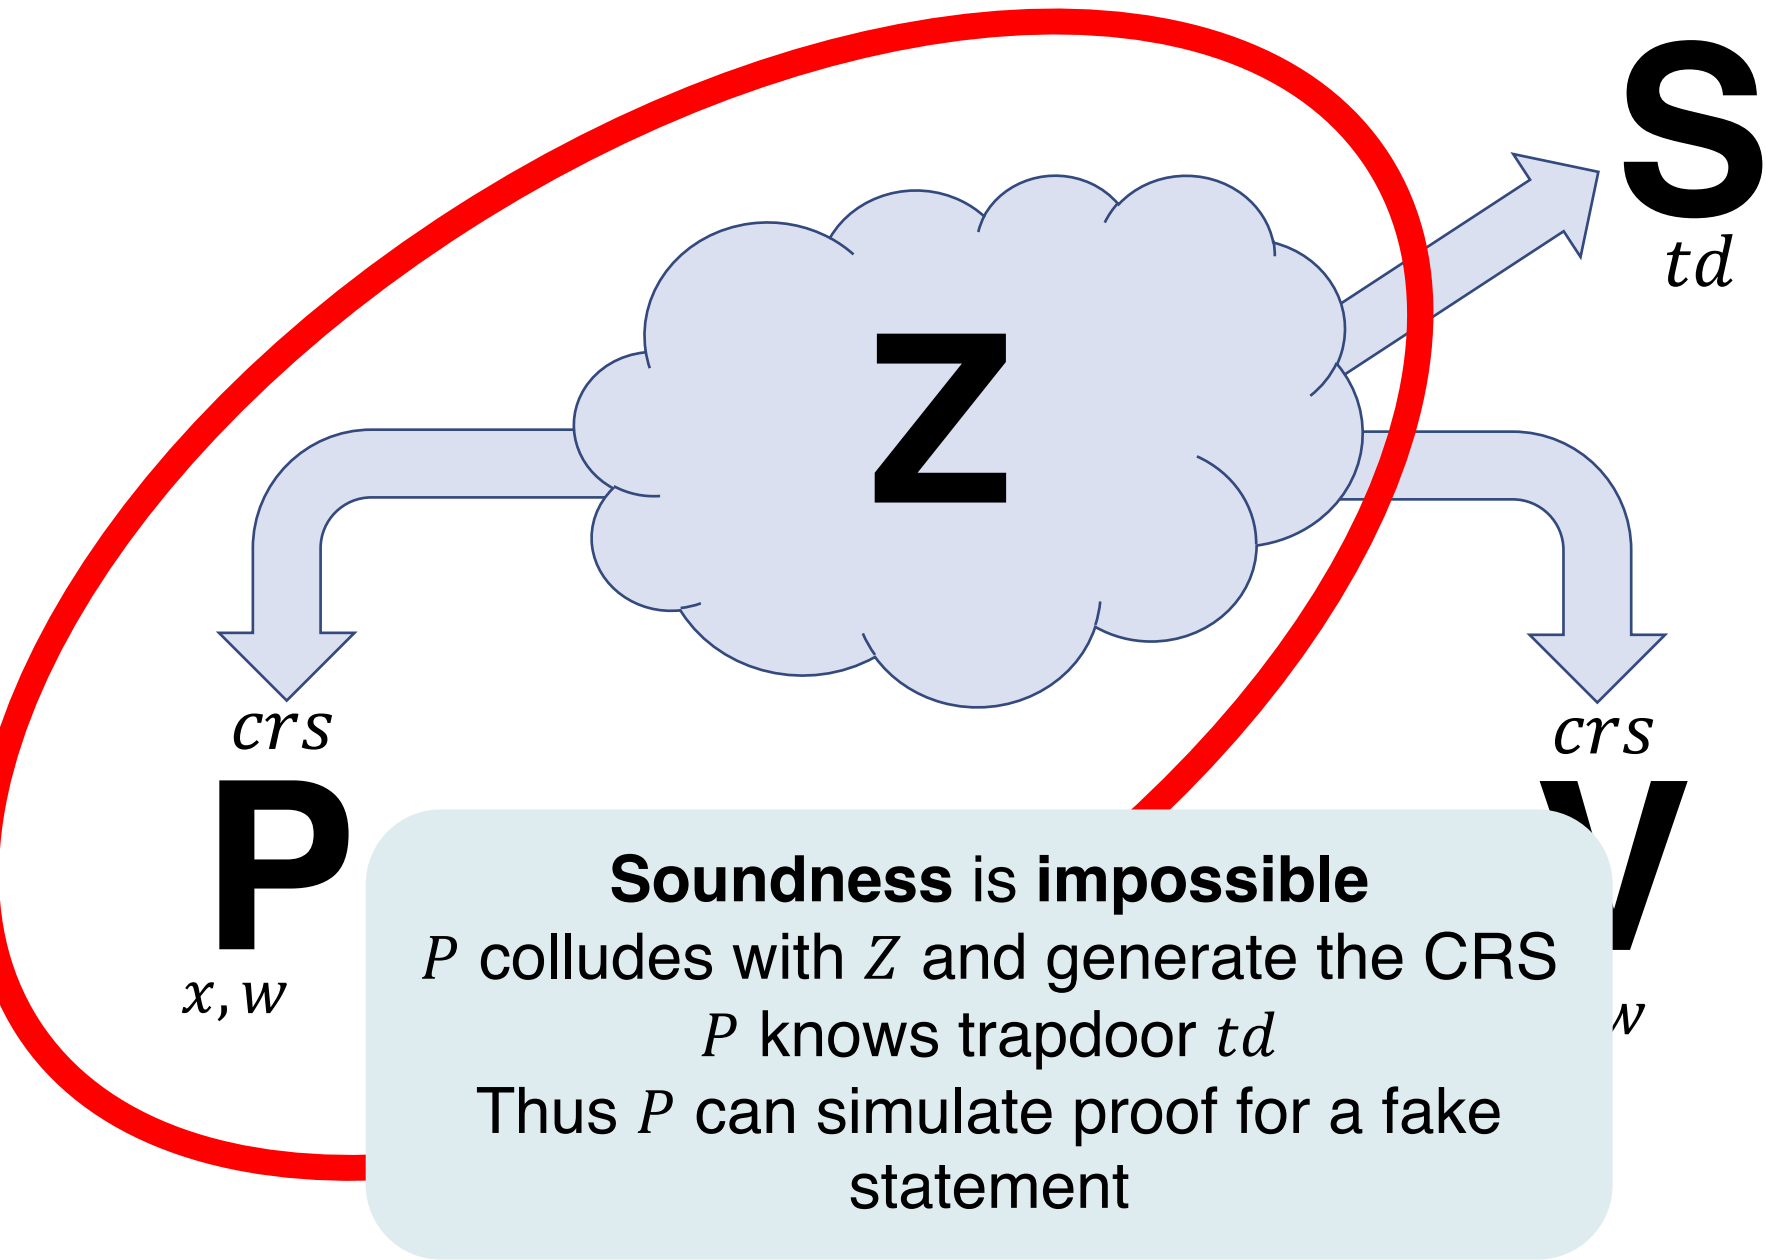 S
td
Z
crs
crs
P
V
x, w
w
Soundness is impossible
P colludes with Z and generate the CRS
P knows trapdoor td
Thus P can simulate proof for a fake
statement